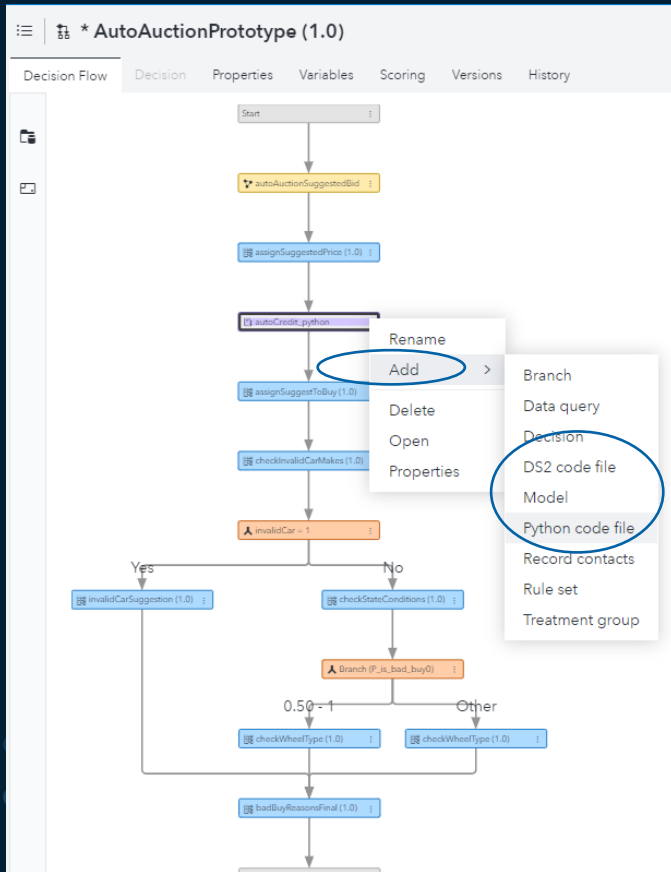 * AutoAuctionPrototype (1.0)
Decision Flow Decision Properties Variables Scoring Versions History
Start
autoAuctionSuggestedBid
assignSuggestedPrice (1.0)
autoCredit_python
assignSuggestToBuy (1.0)
checkInvalidCarMakes (1.0)
invalidCar = 1
Yes
No
invalidCarSuggestion (1.0)
checkStateConditions (1.0)
Branch (P_is_bad_buy0)
0.50 - 1
Other
checkWheelType (1.0)
checkWheelType (1.0)
badBuyReasonsFinal (1.0)
Rename
Add
Delete
Open
Properties
Branch
Data query
Decision
DS2 code file
Model
Python code file
Record contacts
Rule set
Treatment group